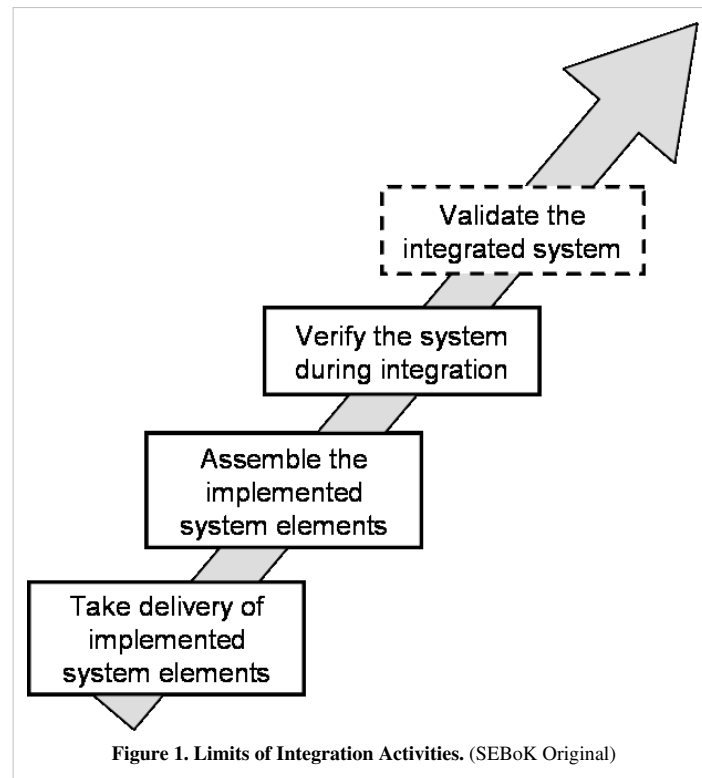 Validate the
integrated system
Verify the system
during integration
Assemble the
implemented
system elements
Take delivery of
implemented
system elements
Figure 1. Limits of Integration Activities. (SEBoK Original)